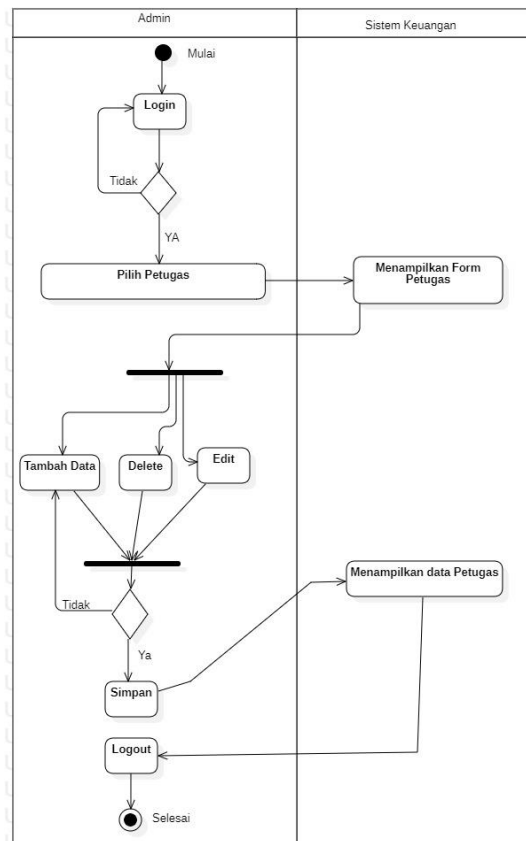 Admin
Sistem Keuangan
Mulai
Login
Tidak
YA
Pilih Petugas
Menampilkan Form
Petugas
Tambah Data
Delete
Edit
Menampilkan data Petugas
Tidak
Ya
Simpan
Logout
Selesai